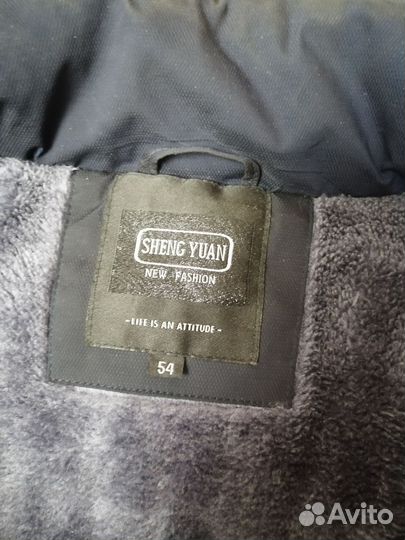 SHENG YUAN
NEW FASHION
- LIFE IS AN ATTITUDE -
54
Avito